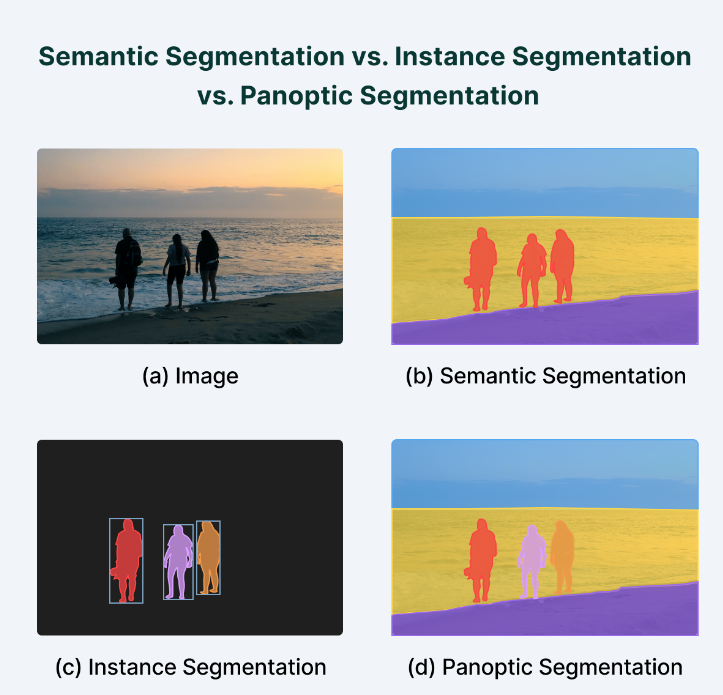 Semantic Segmentation vs. Instance Segmentation
vs. Panoptic Segmentation
(a) Image
(b) Semantic Segmentation
(c) Instance Segmentation
(d) Panoptic Segmentation